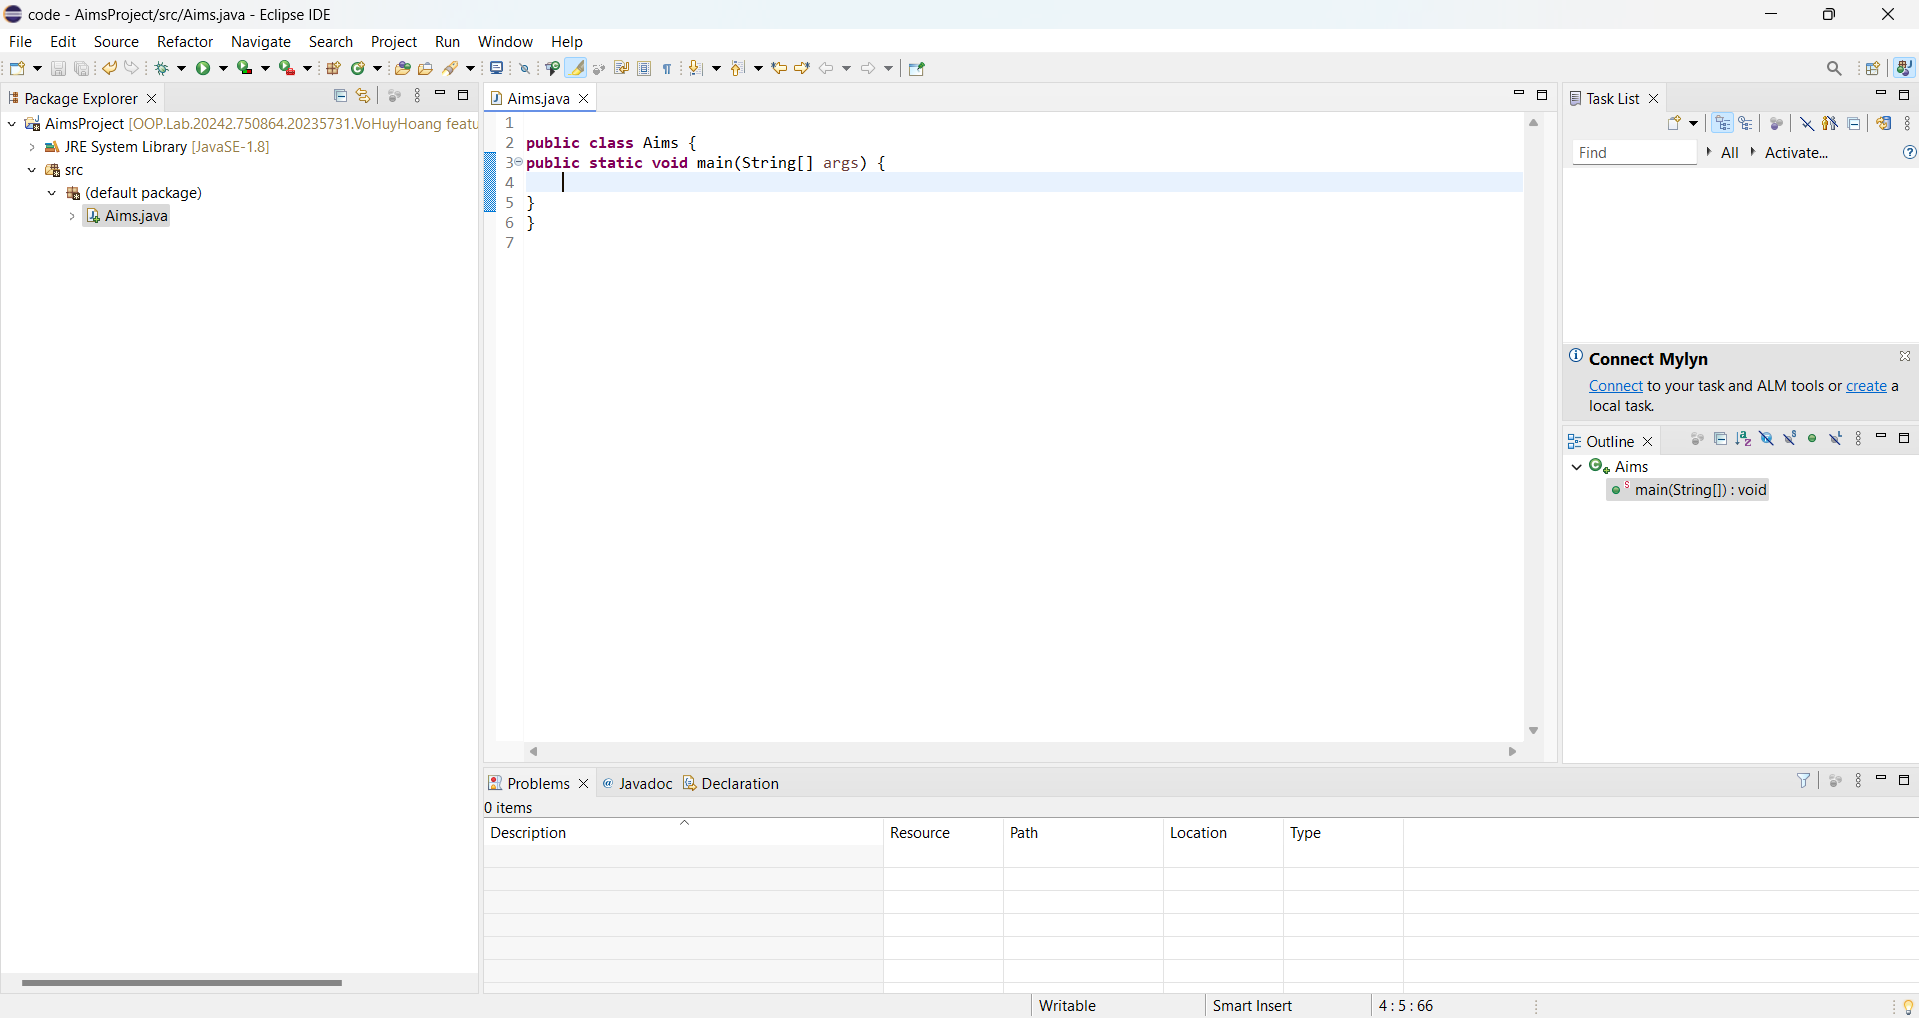 code - AimsProject/src/Aims.java - Eclipse IDE
File Edit Source Refactor Navigate Search Project Run Window Help
Package Explorer
AimsProject [OOP.Lab.20242.750864.20235731.VoHuyHoang featu
JRE System Library [JavaSE-1.8]
src
(default package)
Aims.java
Aims.java
1
2 public class Aims {
3 public static void main(String[] args) {
4
5 }
6 }
7
Task List
Find All Activate...
Connect Mylyn
Connect to your task and ALM tools or create a
local task.
Outline
Aims
main(String[]) : void
Problems Javadoc Declaration
0 items
Description Resource Path Location Type
Writable Smart Insert 4 : 5 : 66